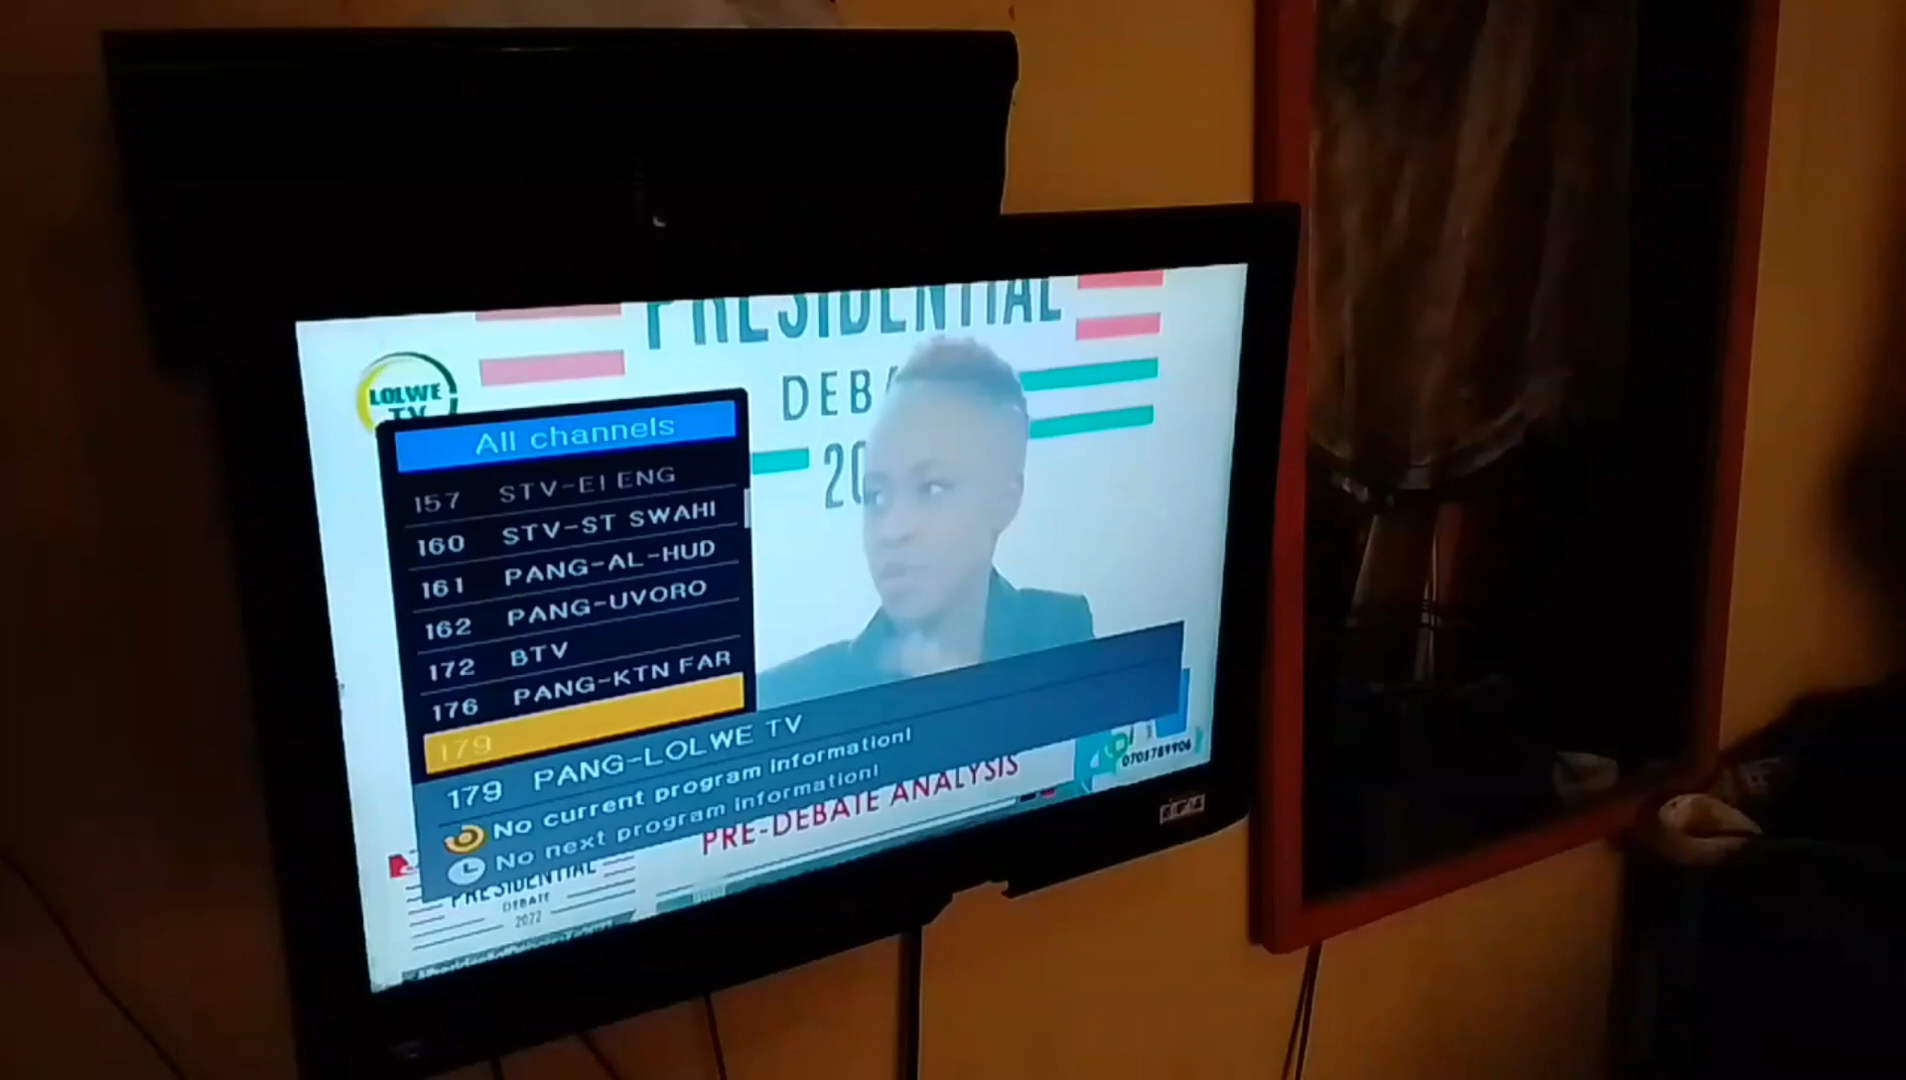 PRESIDENTIAL
DEBA
20
LOLWE
TV
All channels
157 STV-E! ENG
160 STV-ST SWAHI
161 PANG-AL-HUD
162 PANG-UVORO
172 BTV
176 PANG-KTN FAR
179
179 PANG-LOLWE TV
No current program information!
No next program information!
PRE-DEBATE ANALYSIS
0705789906
PRESIDENTIAL
DEBATE
2022